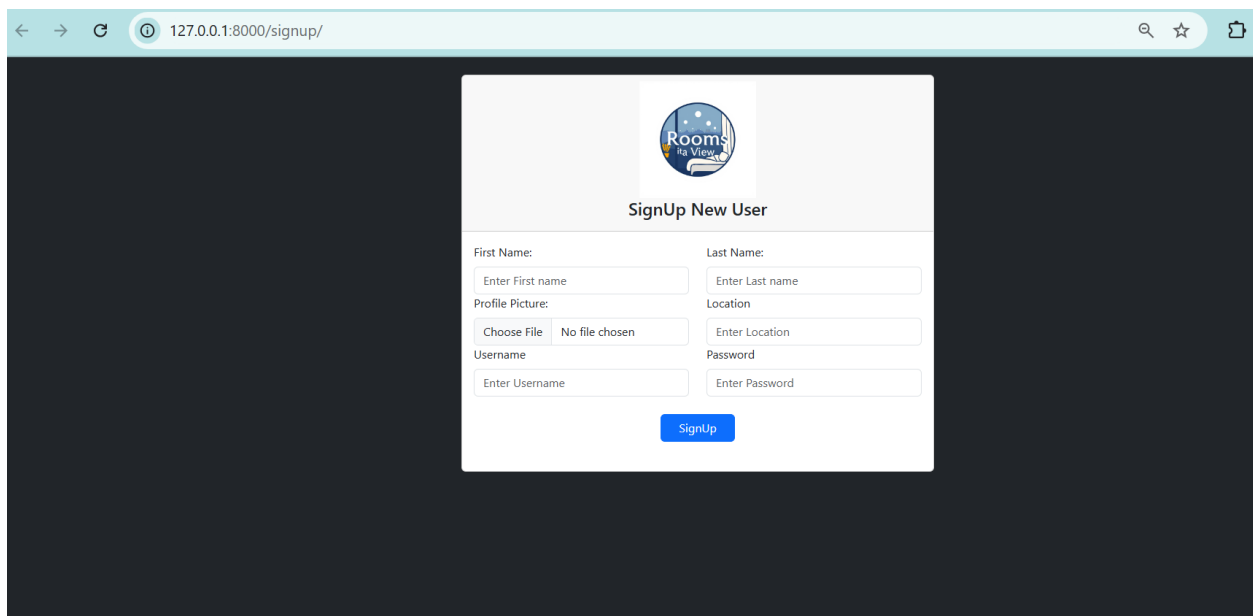 127.0.0.1:8000/signup/
Rooms
ita View
SignUp New User
First Name: Last Name:
Enter First name Enter Last name
Profile Picture: Location
Choose File No file chosen Enter Location
Username Password
Enter Username Enter Password
SignUp